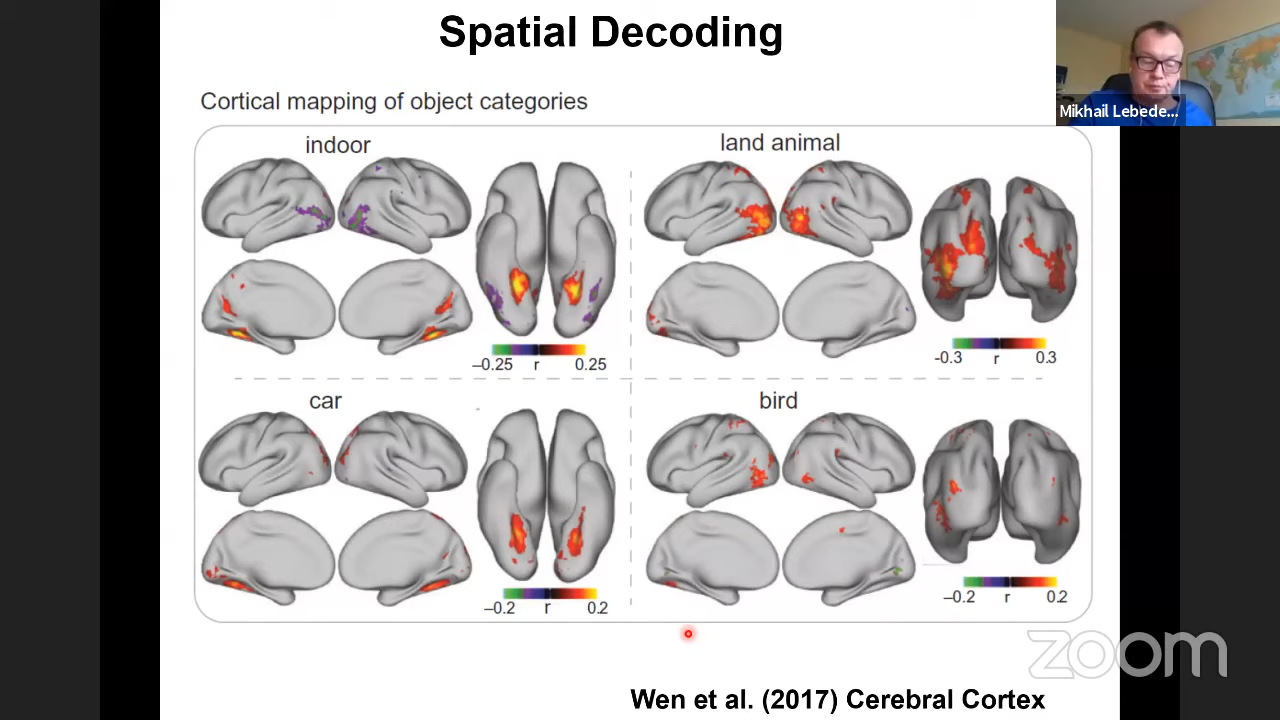 Spatial Decoding
Mikhail Lebede...
Cortical mapping of object categories
indoor
land animal
–0.25 r 0.25
-0.3 r 0.3
car
bird
–0.2 r 0.2
–0.2 r 0.2
zoom
Wen et al. (2017) Cerebral Cortex